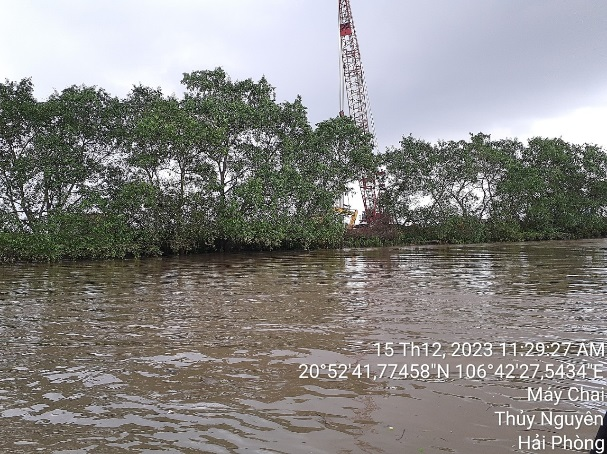 15 Th12, 2023 11:29:27 AM
20°52'41,77458"N 106°42'27,5434"E
Máy Chai
Thủy Nguyên
Hải Phòng